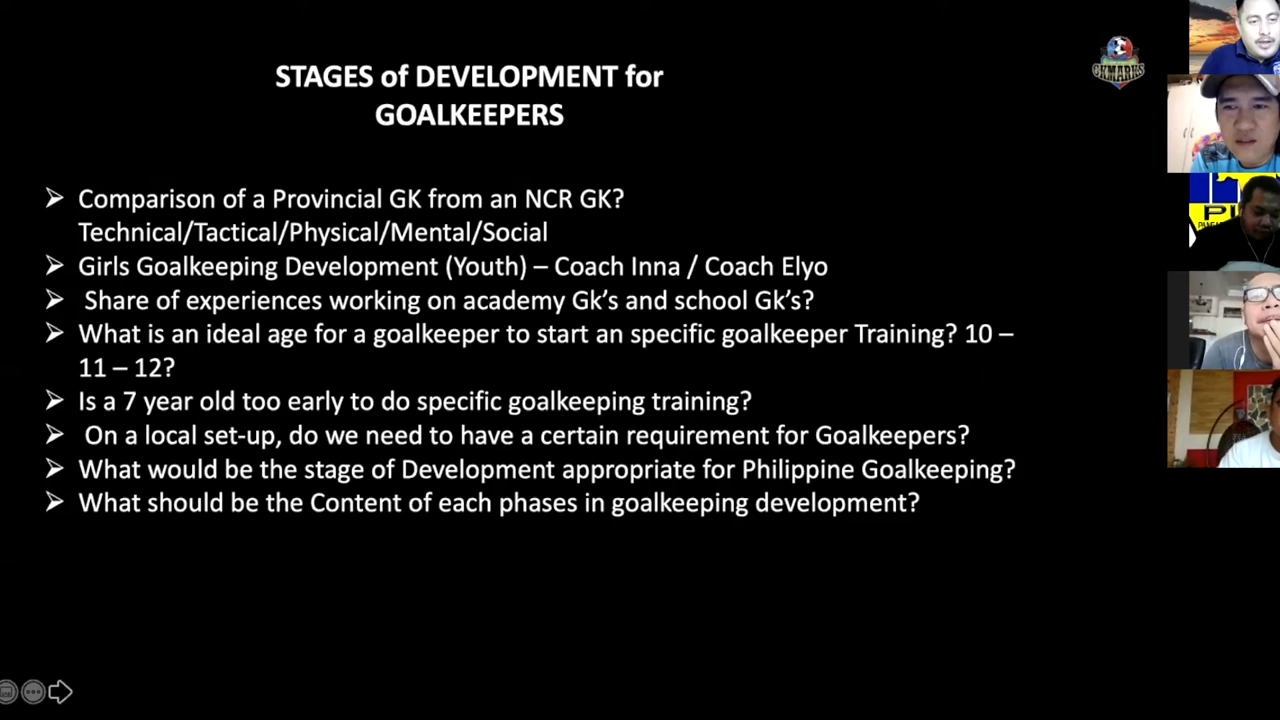 STAGES of DEVELOPMENT for
GOALKEEPERS
GKMARKS
Comparison of a Provincial GK from an NCR GK?
Technical/Tactical/Physical/Mental/Social
Girls Goalkeeping Development (Youth) – Coach Inna / Coach Elyo
Share of experiences working on academy Gk’s and school Gk’s?
What is an ideal age for a goalkeeper to start an specific goalkeeper Training? 10 –
11 – 12?
Is a 7 year old too early to do specific goalkeeping training?
On a local set-up, do we need to have a certain requirement for Goalkeepers?
What would be the stage of Development appropriate for Philippine Goalkeeping?
What should be the Content of each phases in goalkeeping development?